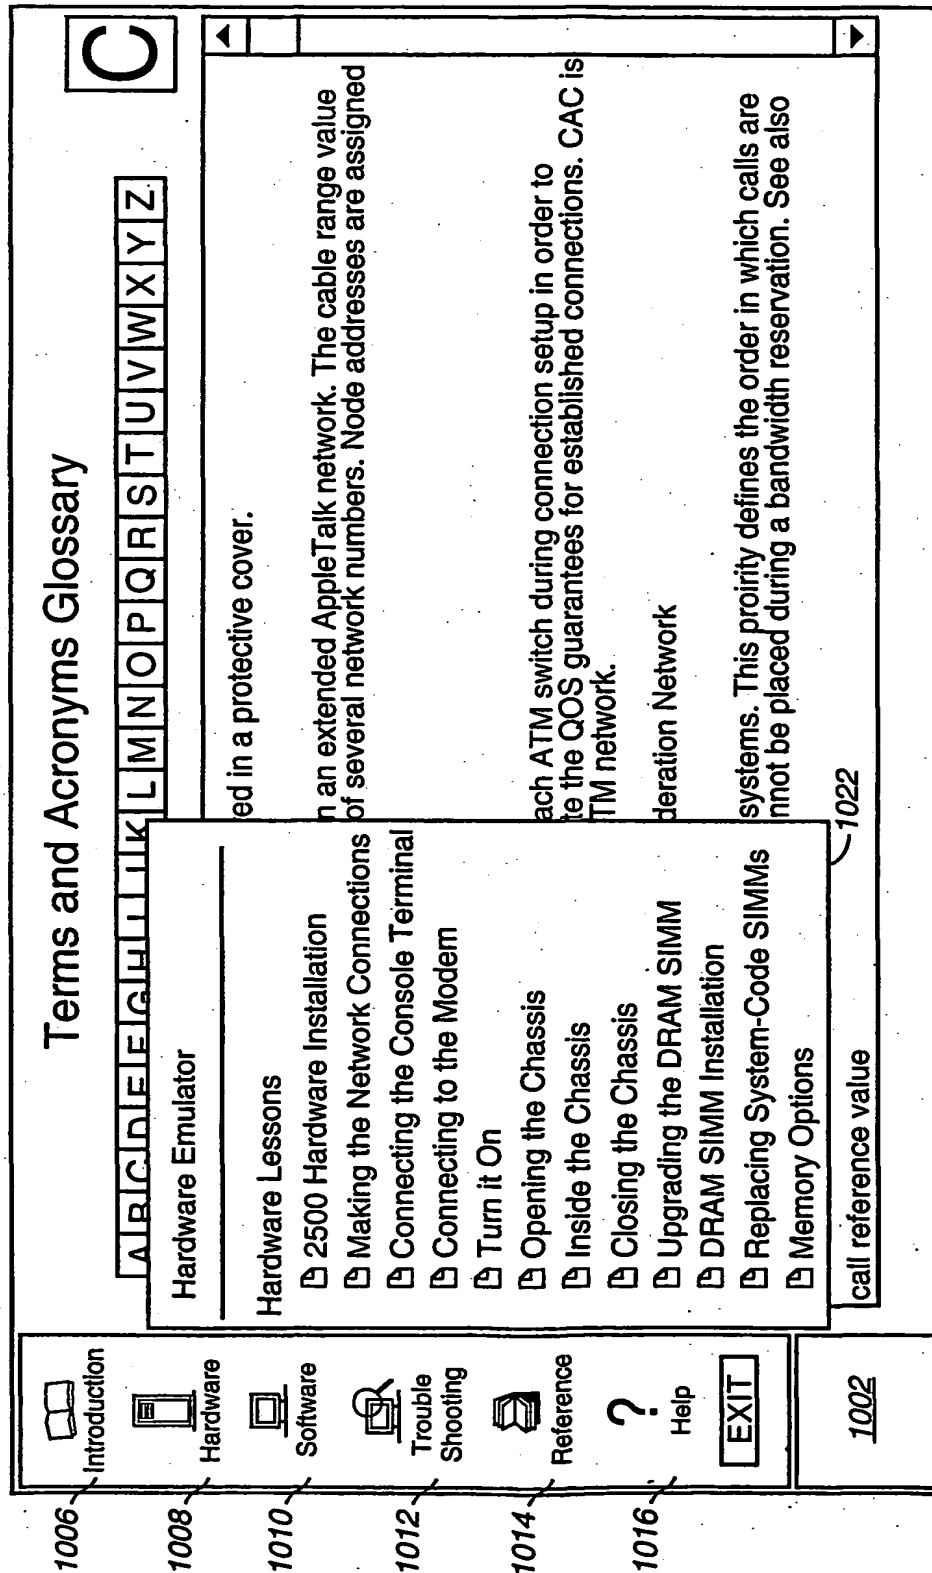 Terms and Acronyms Glossary
C
A B C D E F G H I J K L M N O P Q R S T U V W X Y Z
1006
Introduction
1008
Hardware
1010
Software
1012
Trouble
Shooting
1014
Reference
1016
?
Help
EXIT
1002
Hardware Emulator
Hardware Lessons
2500 Hardware Installation
Making the Network Connections
Connecting the Console Terminal
Connecting to the Modem
Turn it On
Opening the Chassis
Inside the Chassis
Closing the Chassis
Upgrading the DRAM SIMM
DRAM SIMM Installation
Replacing System-Code SIMMs
Memory Options
1022
ed in a protective cover.
n an extended AppleTalk network. The cable range value
of several network numbers. Node addresses are assigned
ach ATM switch during connection setup in order to
te the QOS guarantees for established connections. CAC is
TM network.
deration Network
systems. This proirity defines the order in which calls are
nnot be placed during a bandwidth reservation. See also
call reference value